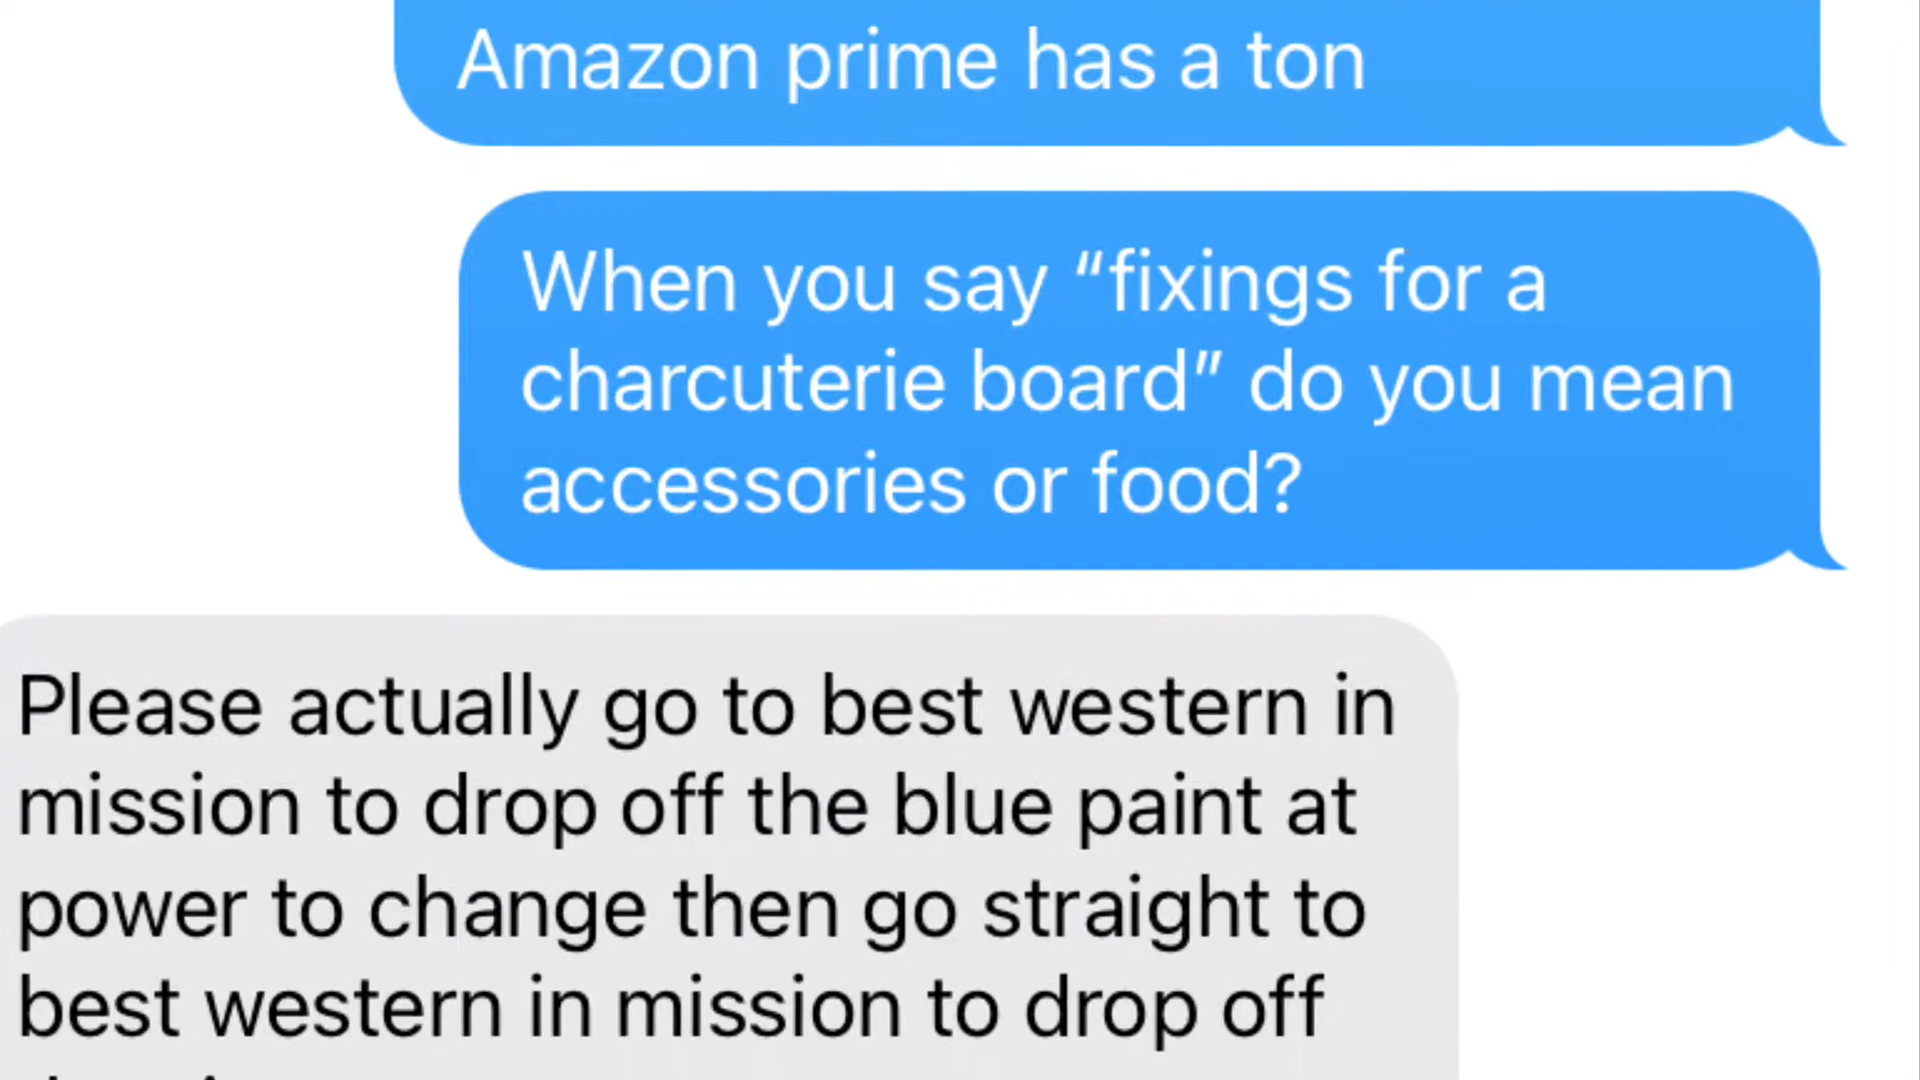 Amazon prime has a ton
When you say “fixings for a
charcuterie board” do you mean
accessories or food?
Please actually go to best western in
mission to drop off the blue paint at
power to change then go straight to
best western in mission to drop off